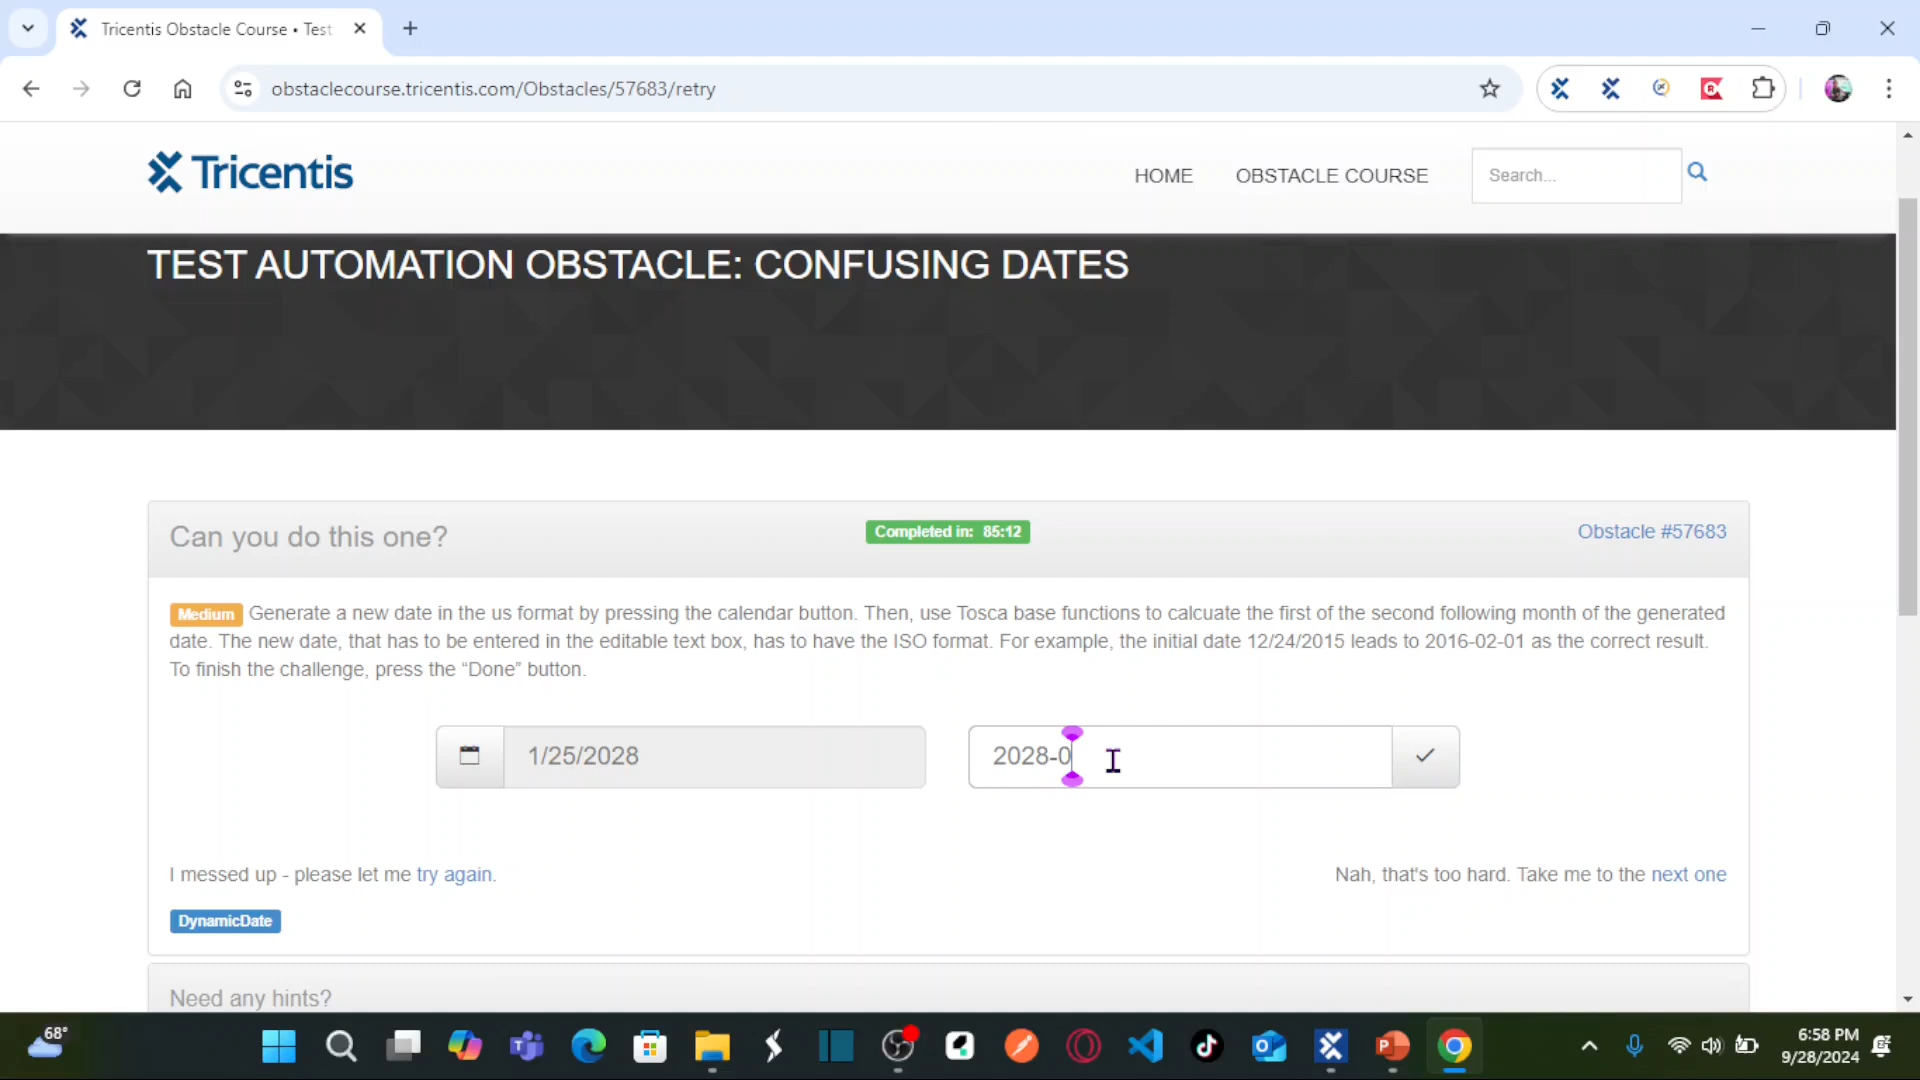 Tricentis Obstacle Course • Test
obstaclecourse.tricentis.com/Obstacles/57683/retry
Tricentis
HOME
OBSTACLE COURSE
Search...
TEST AUTOMATION OBSTACLE: CONFUSING DATES
Can you do this one?
Completed in: 85:12
Obstacle #57683
Medium Generate a new date in the us format by pressing the calendar button. Then, use Tosca base functions to calcuate the first of the second following month of the generated
date. The new date, that has to be entered in the editable text box, has to have the ISO format. For example, the initial date 12/24/2015 leads to 2016-02-01 as the correct result.
To finish the challenge, press the “Done” button.
1/25/2028
2028-0
I messed up - please let me try again.
Nah, that's too hard. Take me to the next one
DynamicDate
Need any hints?
68°
6:58 PM
9/28/2024